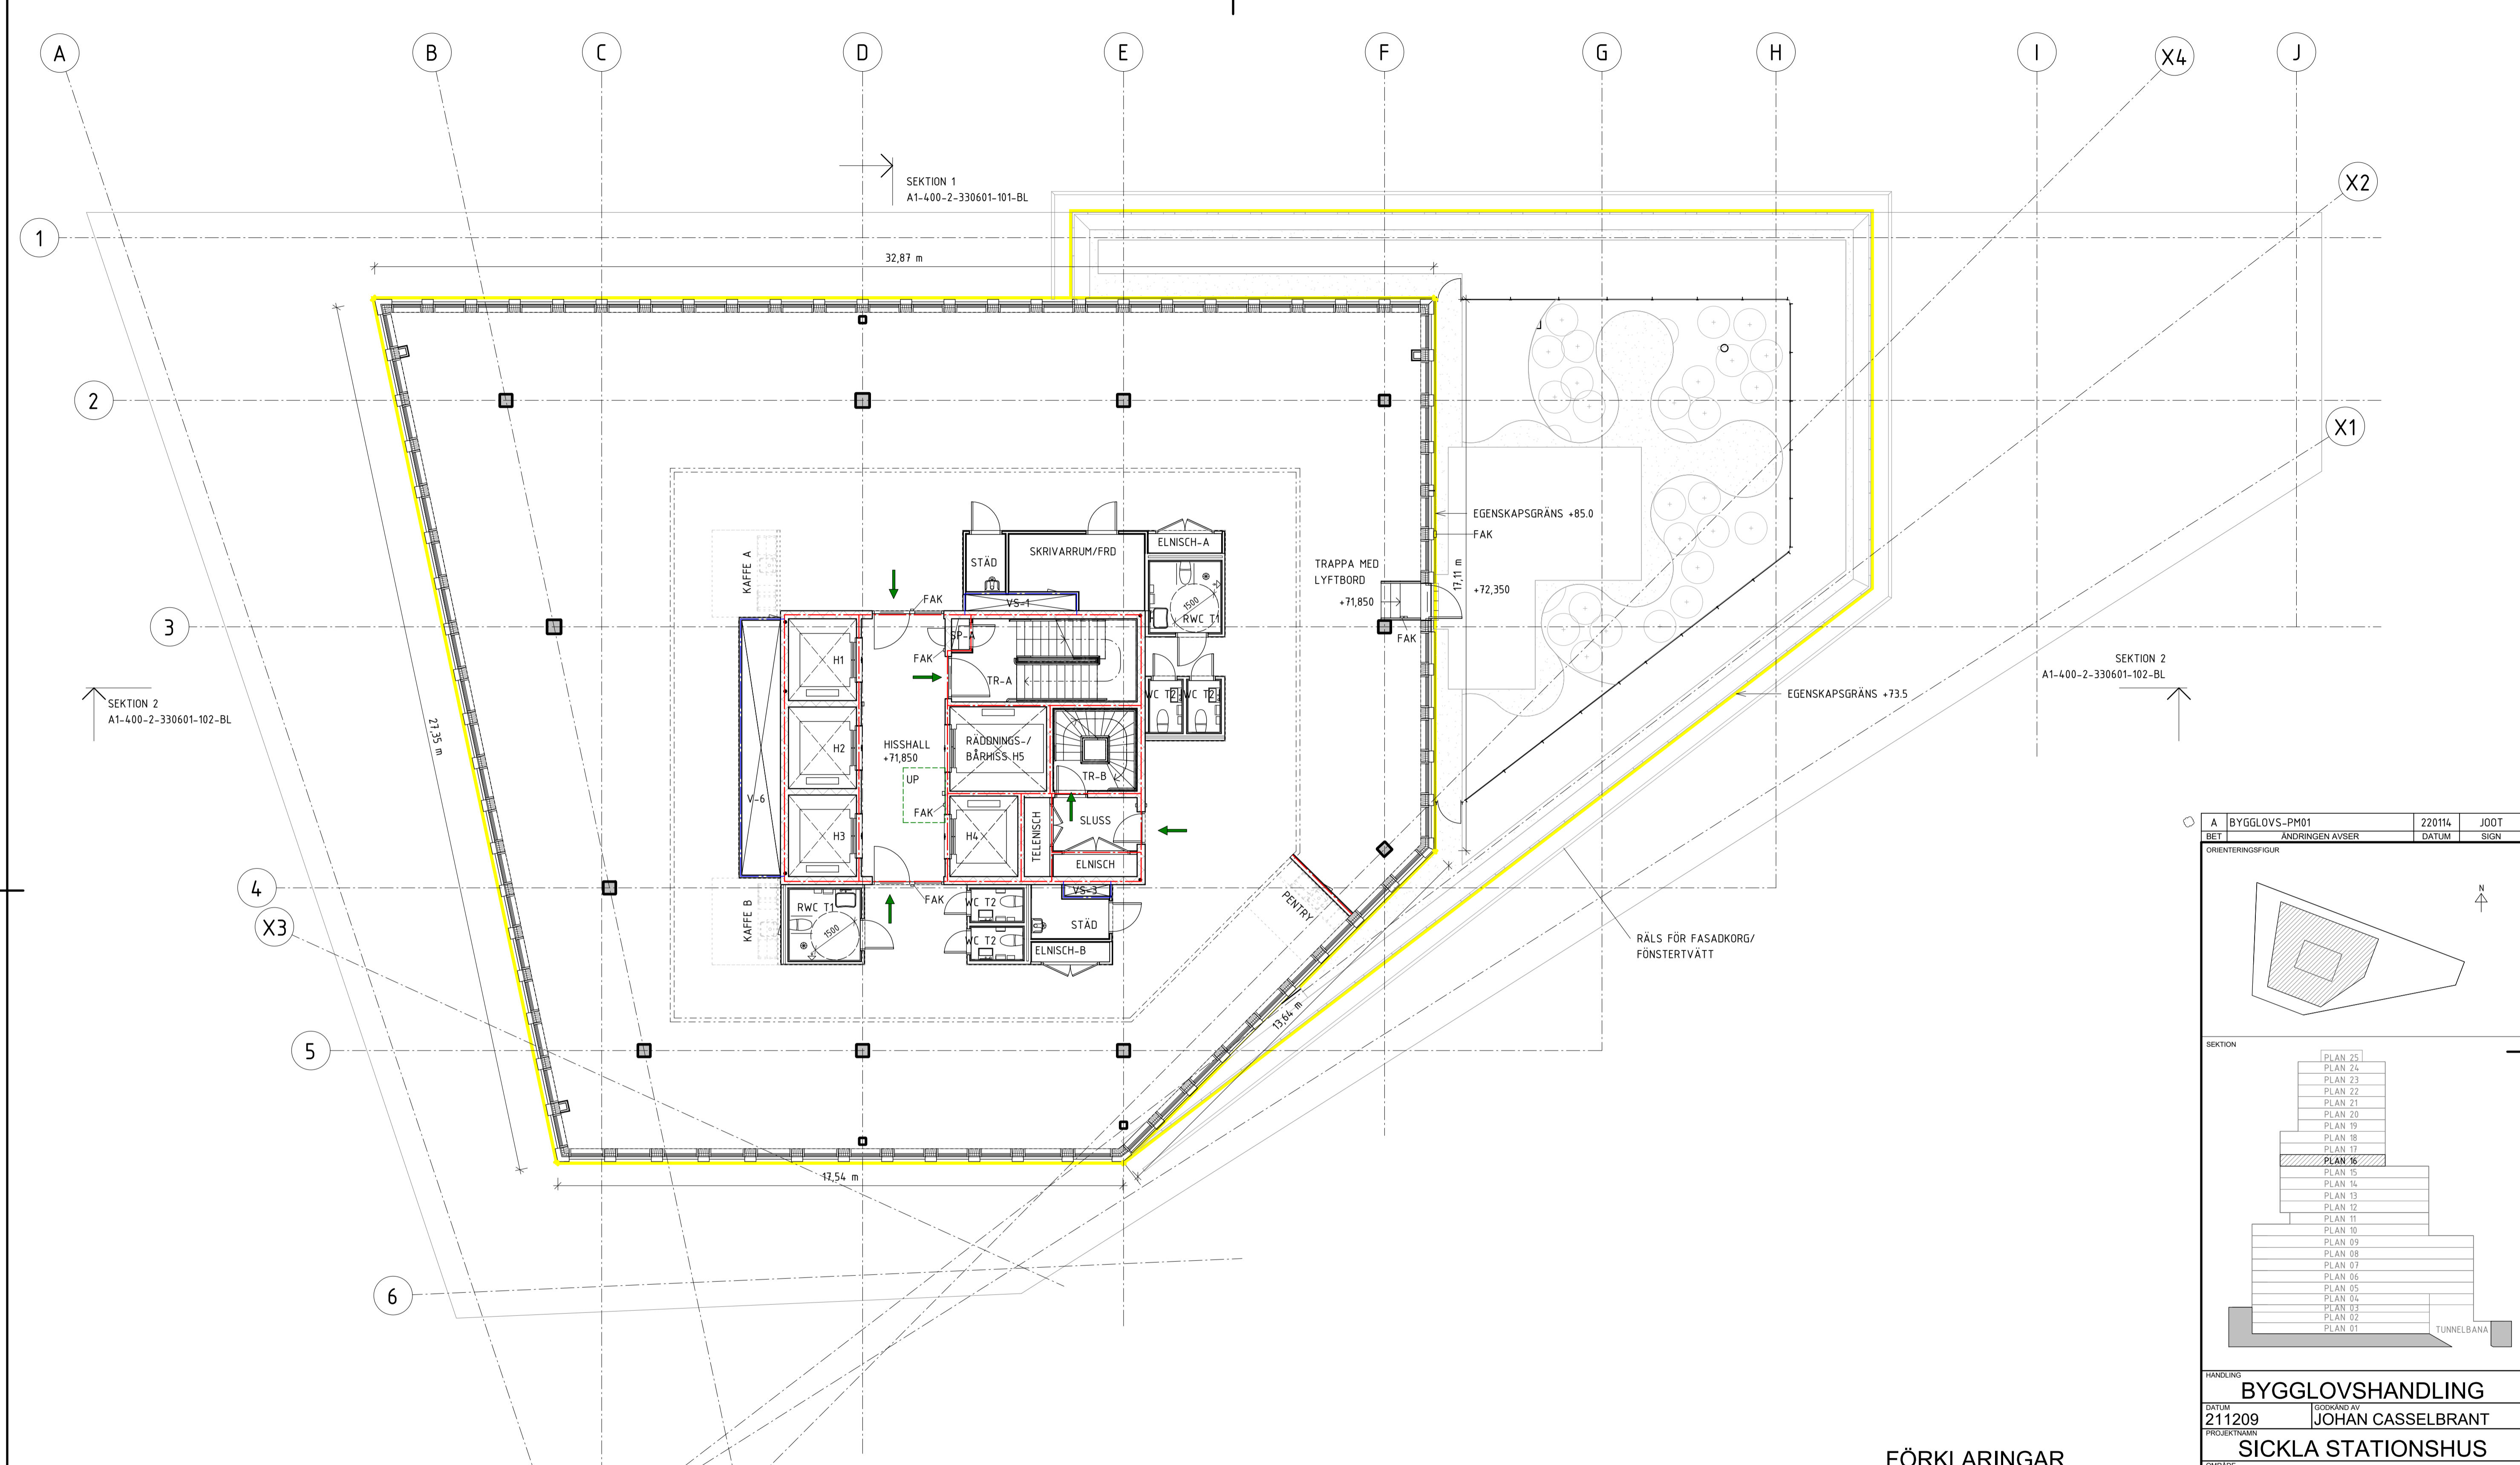 A
B
C
D
E
F
G
H
I
X4
J
X2
SEKTION 1
A1-400-2-330601-101-BL
1
32,87 m
2
X1
EGENSKAPSGRÄNS +85.0
FAK
ELNISCH-A
SKRIVARRUM/FRD
STÄD
KAFFE A
TRAPPA MED
LYFTBORD
17,11 m
+72,350
+71,850
FAK
VS-1
1500
RWC T1
FAK
3
SP-A
FAK
H1
TR-A
WC T2
WC T2
FAK
SEKTION 2
A1-400-2-330601-102-BL
SEKTION 2
A1-400-2-330601-102-BL
EGENSKAPSGRÄNS +73.5
27,35 m
H2
HISSHALL
+71,850
RÄDDNINGS-/
BÅRHISS H5
UP
TR-B
V-6
FAK
H3
H4
TELENISCH
SLUSS
ELNISCH
4
VS-3
FAK
KAFFE B
RWC T1
1500
WC T2
WC T2
STÄD
ELNISCH-B
PENTRY
X3
RÄLS FÖR FASADKORG/
FÖNSTERTVÄTT
13,64 m
5
17,54 m
6
A BYGGLOVS-PM01 220114 JOOT
BET ÄNDRINGEN AVSER DATUM SIGN
ORIENTERINGSFIGUR
N
SEKTION
PLAN 25
PLAN 24
PLAN 23
PLAN 22
PLAN 21
PLAN 20
PLAN 19
PLAN 18
PLAN 17
PLAN 16
PLAN 15
PLAN 14
PLAN 13
PLAN 12
PLAN 11
PLAN 10
PLAN 09
PLAN 08
PLAN 07
PLAN 06
PLAN 05
PLAN 04
PLAN 03
PLAN 02
PLAN 01
TUNNELBANA
HANDLING
BYGGLOVSHANDLING
DATUM GODKÄND AV
211209 JOHAN CASSELBRANT
PROJEKTNAMN
SICKLA STATIONSHUS
OMRÅDE
FÖRKLARINGAR